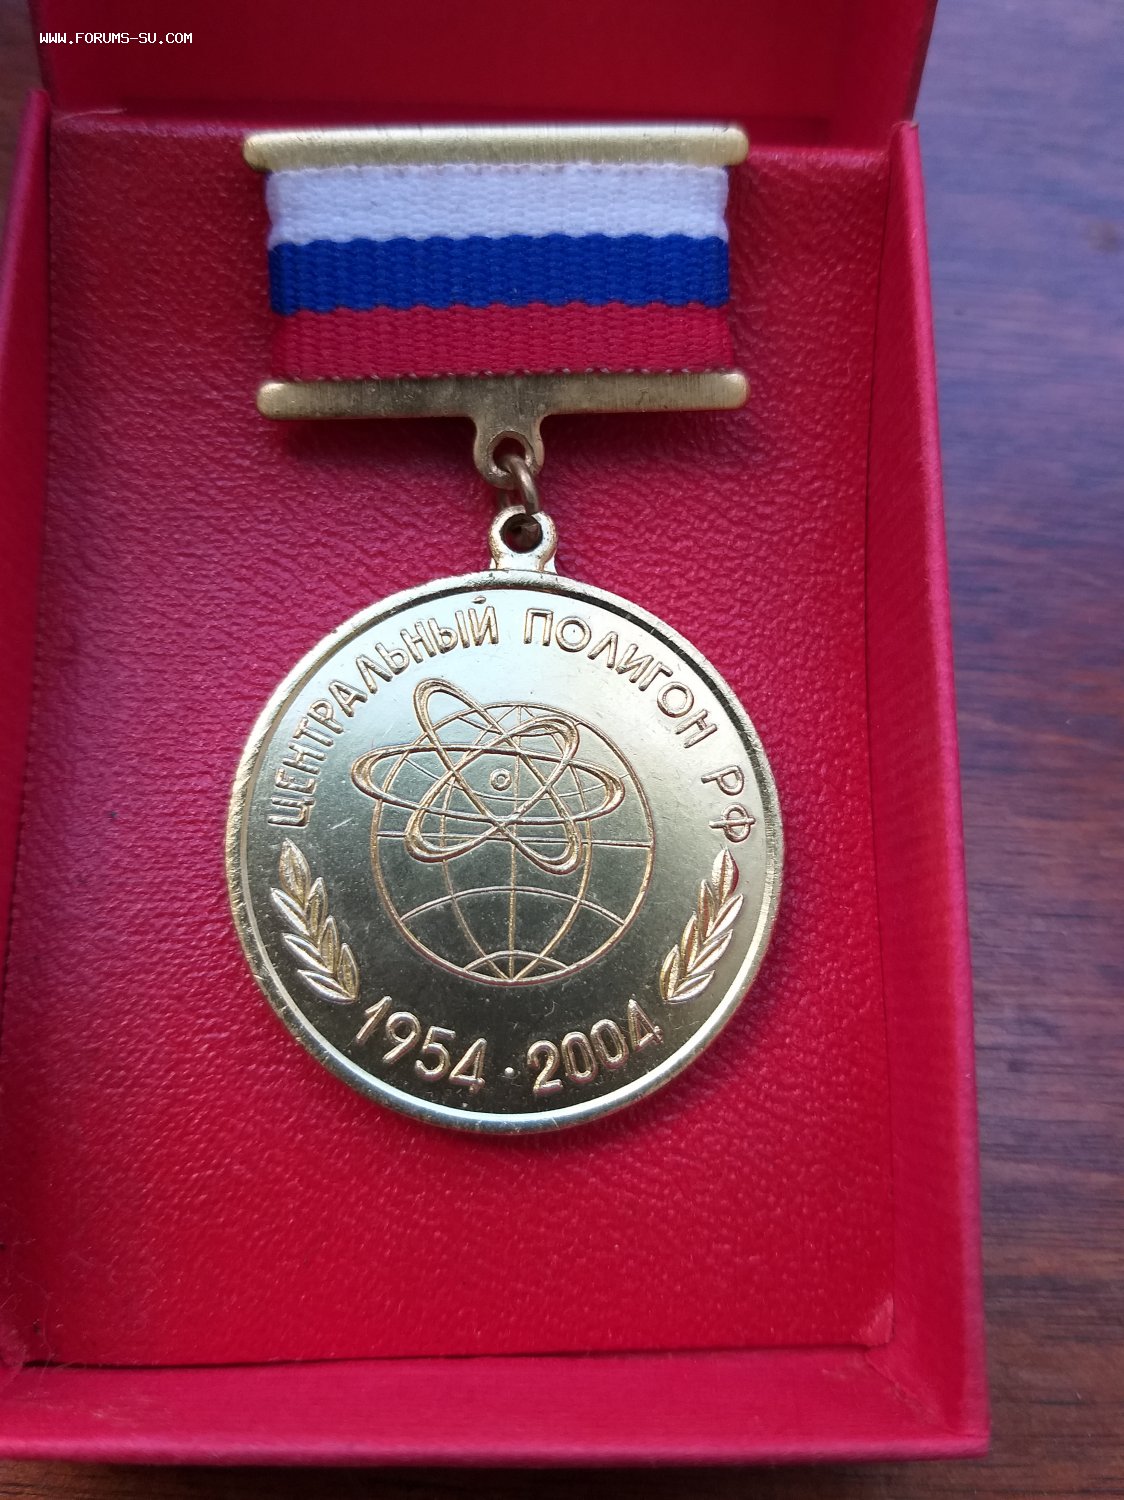 WWW.FORUMS-SU.COM
ЦЕНТРАЛЬНЫЙ ПОЛИГОН РФ
1954 · 2004